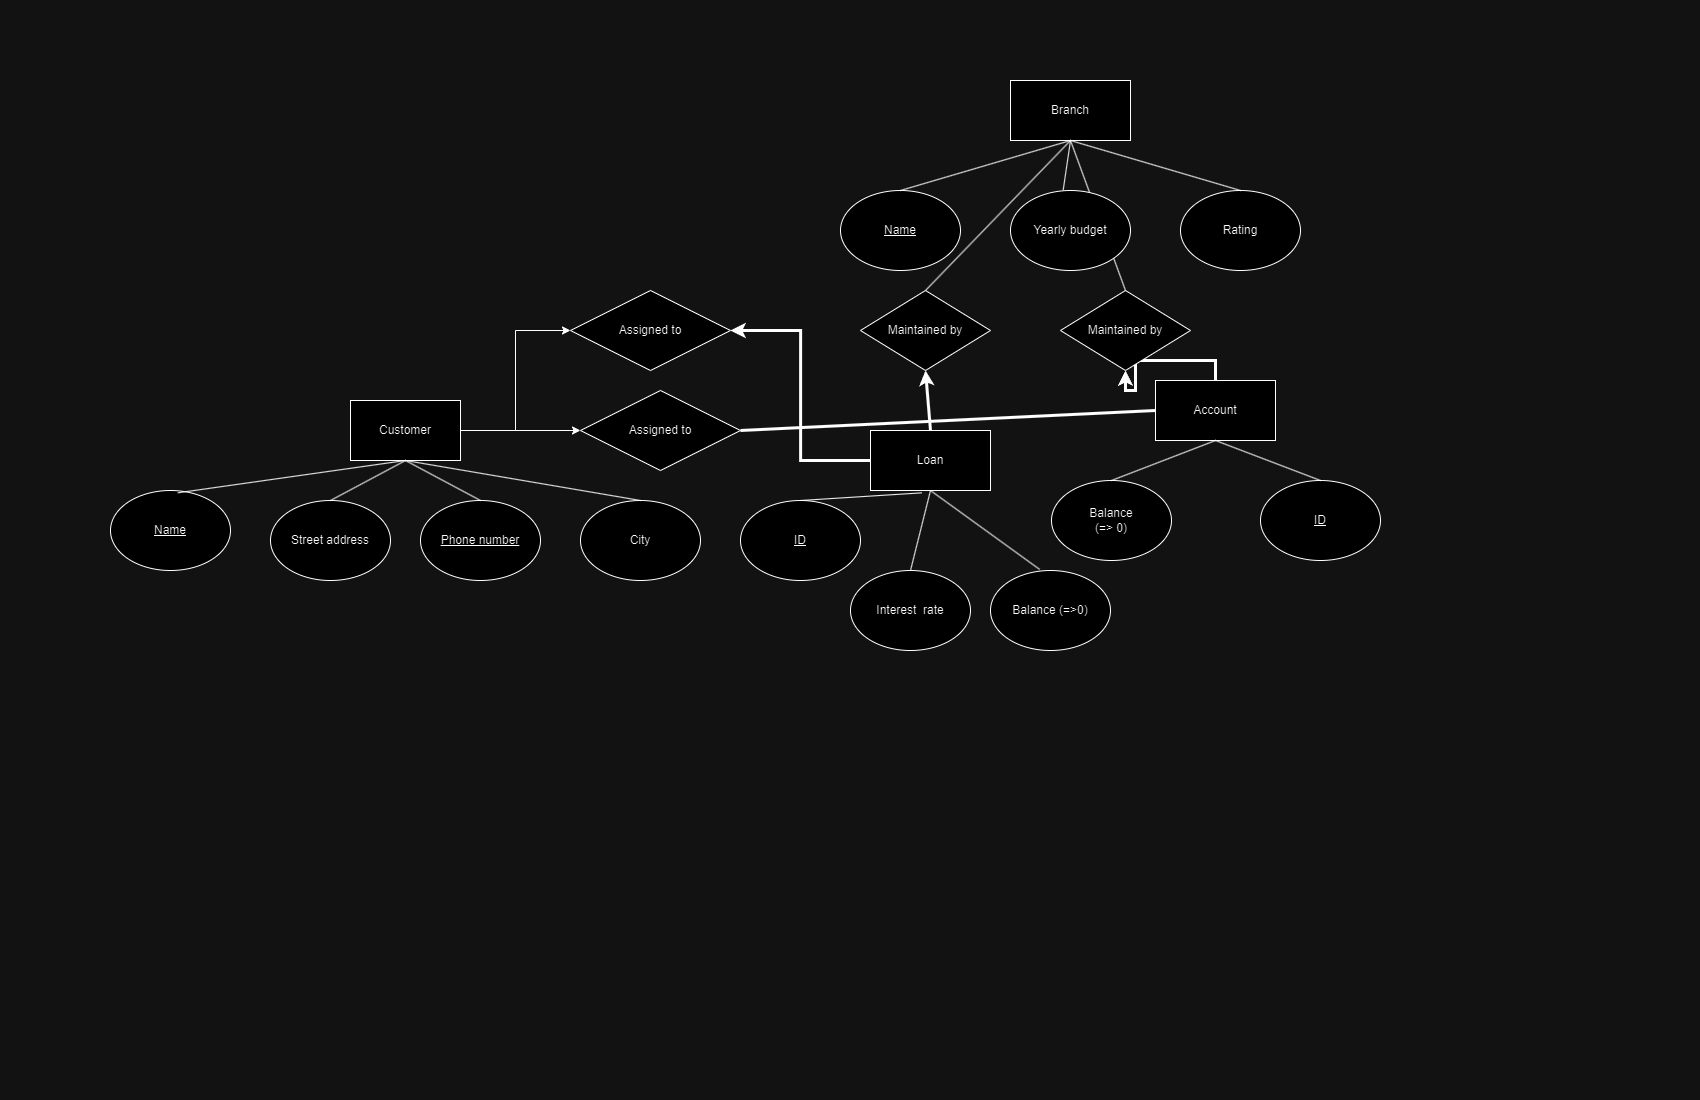 Branch
Name
Yearly budget
Rating
Assigned to
Maintained by
Maintained by
Customer
Assigned to
Account
Loan
Name
Street address
Phone number
City
ID
Balance
(=> 0)
ID
Interest  rate
Balance (=>0)